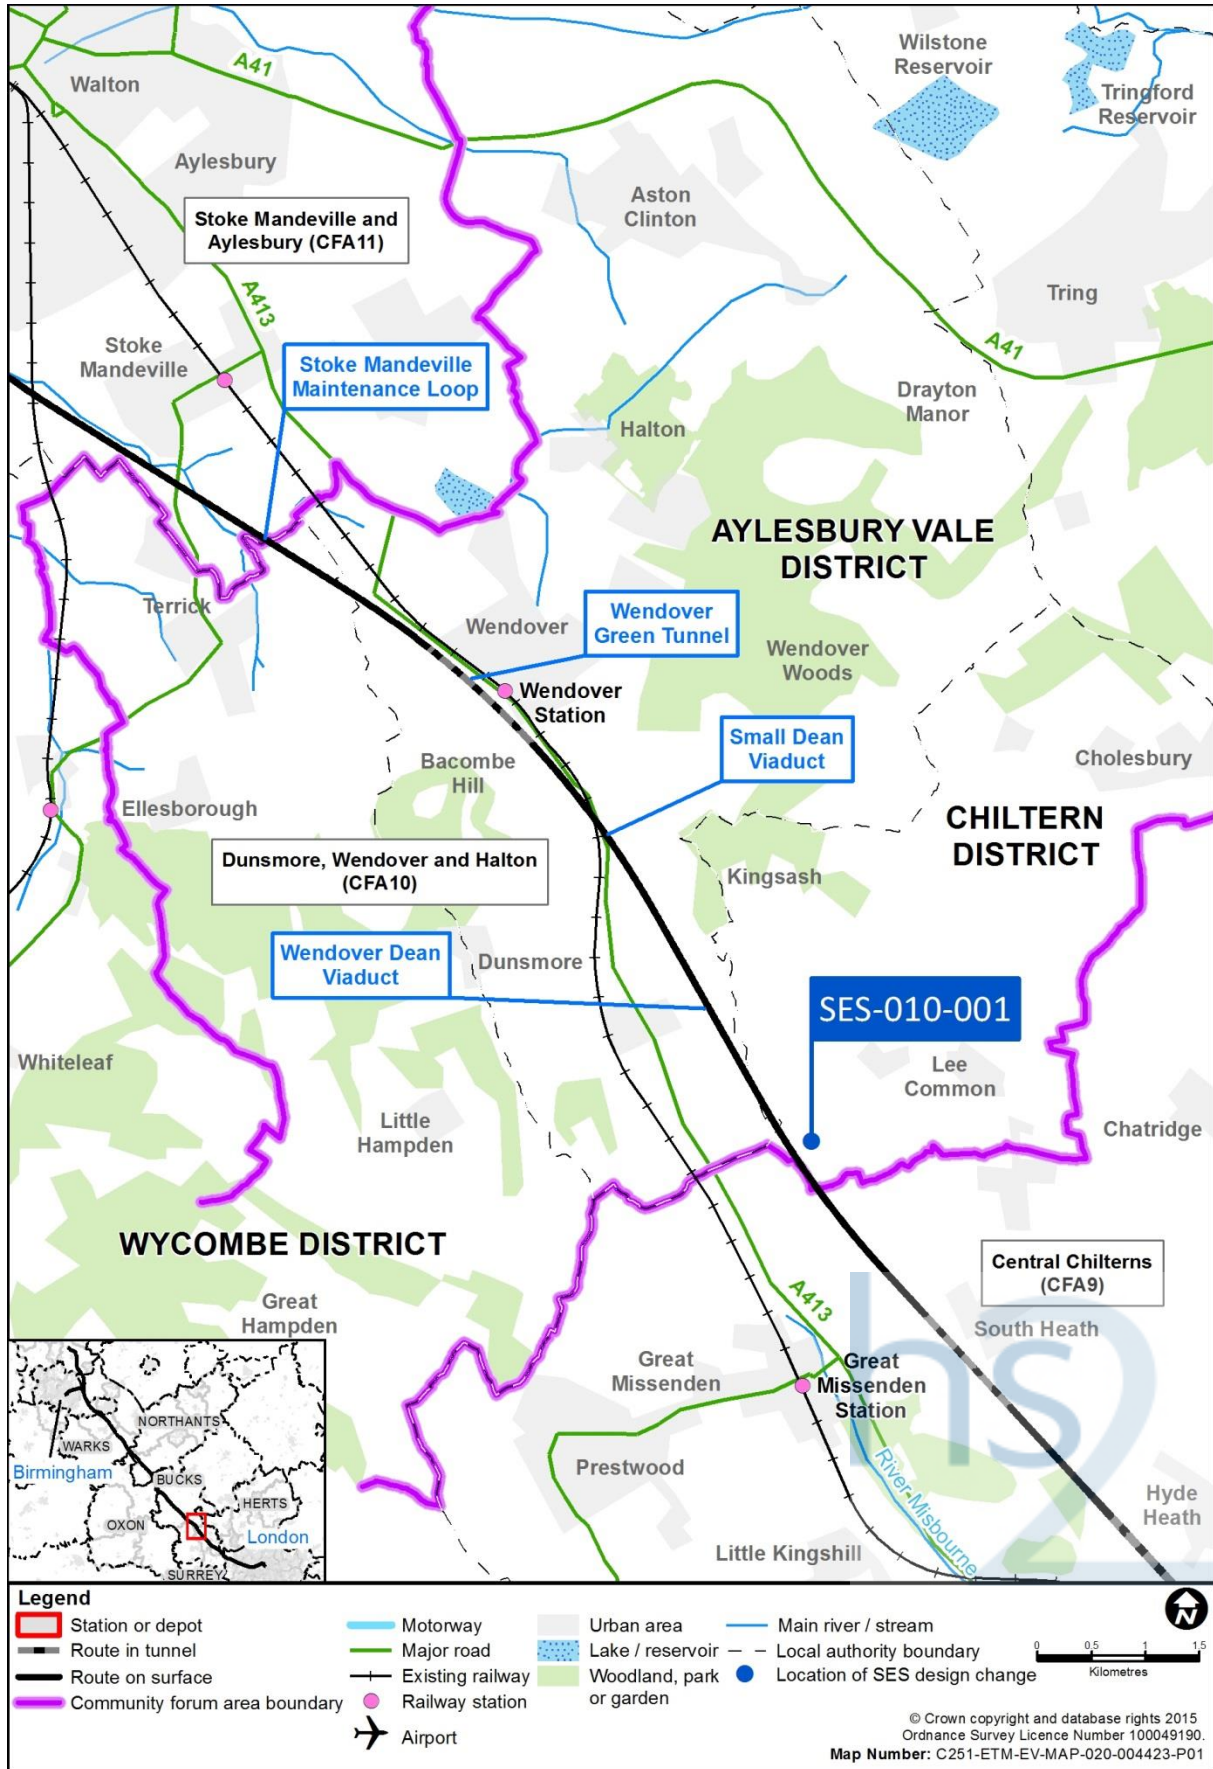 Wilstone
Reservoir
Tringford
Reservoir
A41
Walton
Aylesbury
Aston
Clinton
Stoke Mandeville and
Aylesbury (CFA11)
Tring
A413
A41
Stoke
Mandeville
Stoke Mandeville
Maintenance Loop
Drayton
Manor
Halton
AYLESBURY VALE
DISTRICT
Terrick
Wendover
Wendover
Green Tunnel
Wendover
Woods
Wendover
Station
Small Dean
Viaduct
Bacombe
Hill
Cholesbury
Ellesborough
CHILTERN
DISTRICT
Dunsmore, Wendover and Halton
(CFA10)
Kingsash
Wendover Dean
Viaduct
Dunsmore
SES-010-001
Whiteleaf
Lee
Common
Little
Hampden
Chatridge
WYCOMBE DISTRICT
Central Chilterns
(CFA9)
A413
Great
Hampden
South Heath
hs2
Great
Missenden
Great
Missenden
Station
Prestwood
River Misbourne
Hyde
Heath
Little Kingshill
NORTHANTS
WARKS
Birmingham
BUCKS
HERTS
OXON
London
SURREY
Legend
Station or depot
Route in tunnel
Route on surface
Community forum area boundary
Motorway
Major road
Existing railway
Railway station
Airport
Urban area
Lake / reservoir
Woodland, park
or garden
Main river / stream
Local authority boundary
Location of SES design change
N
0 0.5 1 1.5
Kilometres
© Crown copyright and database rights 2015
Ordnance Survey Licence Number 100049190.
Map Number: C251-ETM-EV-MAP-020-004423-P01